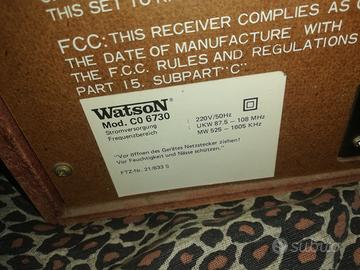 THIS SET TO
FCC: THIS RECEIVER COMPLIES AS O
THE DATE OF MANUFACTURE WITH
THE F.C.C. RULES AND REGULATIONS
PART 15. SUBPART "C"
WATSON
Mod. CO 6730
Stromversorgung 220V/50Hz
Frequenzbereich UKW 87.5 - 108 MHz
MW 525 - 1605 KHz
"Vor öffnen des Gerätes Netzstecker ziehen!
Vor Feuchtigkeit und Nässe schützen."
FTZ-Nr. 21/833 S
subito